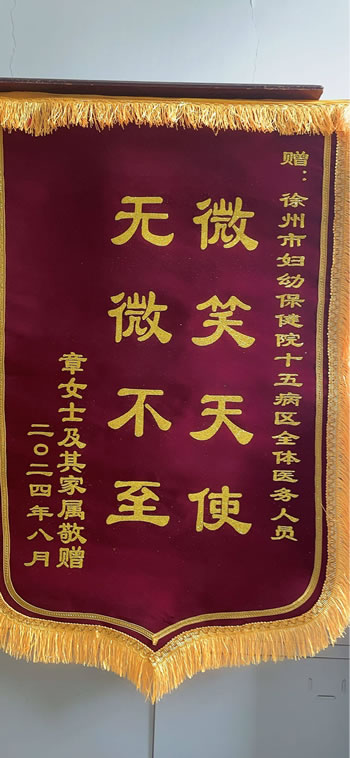 赠：徐州市妇幼保健院十五病区全体医务人员
微笑天使
无微不至
章女士及其家属敬赠
二〇二四年八月